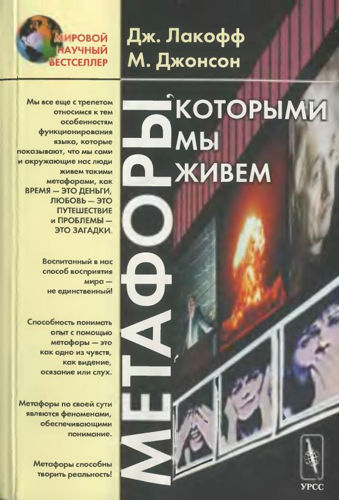 МИРОВОЙ
НАУЧНЫЙ
БЕСТСЕЛЛЕР
Дж. Лакофф
М. Джонсон
МЕТАФОРЫ
КОТОРЫМИ
МЫ
ЖИВЕМ
Мы все еще с трепетом
относимся к тем
особенностям
функционирования
языка, которые
показывают, что мы сами
и окружающие нас люди
живем такими
метафорами, как
ВРЕМЯ — ЭТО ДЕНЬГИ,
ЛЮБОВЬ — ЭТО
ПУТЕШЕСТВИЕ
и ПРОБЛЕМЫ —
ЭТО ЗАГАДКИ.
Воспитанный в нас
способ восприятия
мира —
не единственный!
Способность понимать
опыт с помощью
метафоры — это
как одно из чувств,
как видение,
осязание или слух.
Метафоры по своей сути
являются феноменами,
обеспечивающими
понимание.
Метафоры способны
творить реальность!
УРСС